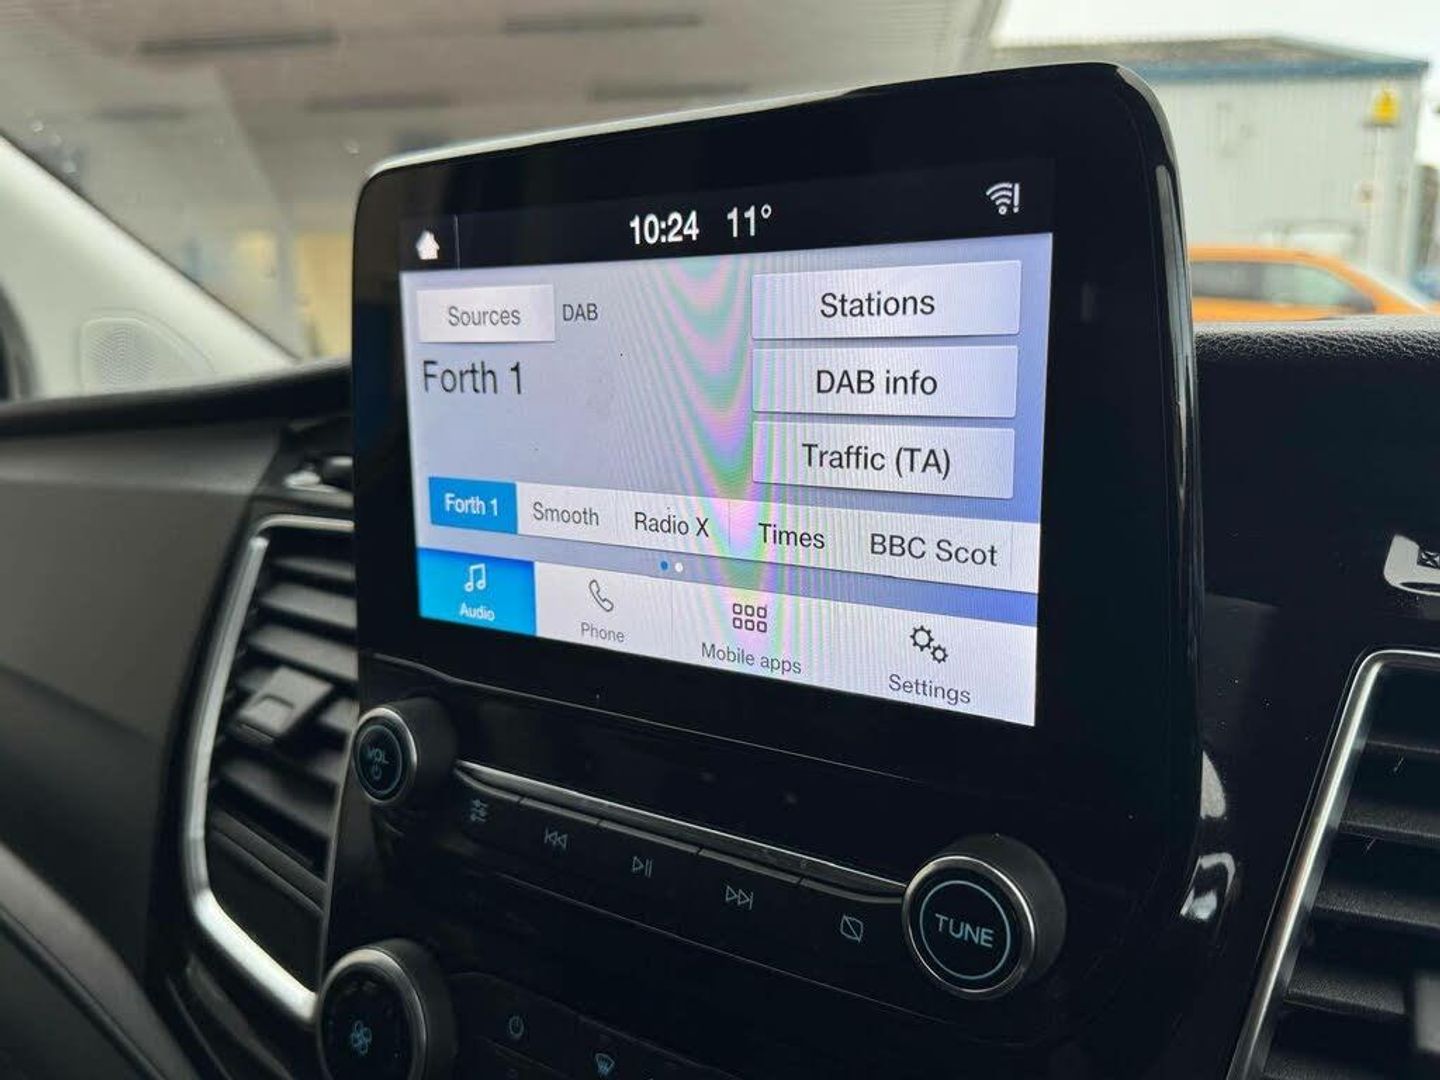 10:24 11°
Sources DAB
Forth 1
Stations
DAB info
Traffic (TA)
Forth 1 Smooth Radio X Times BBC Scot
Audio Phone Mobile apps Settings
VOL
TUNE